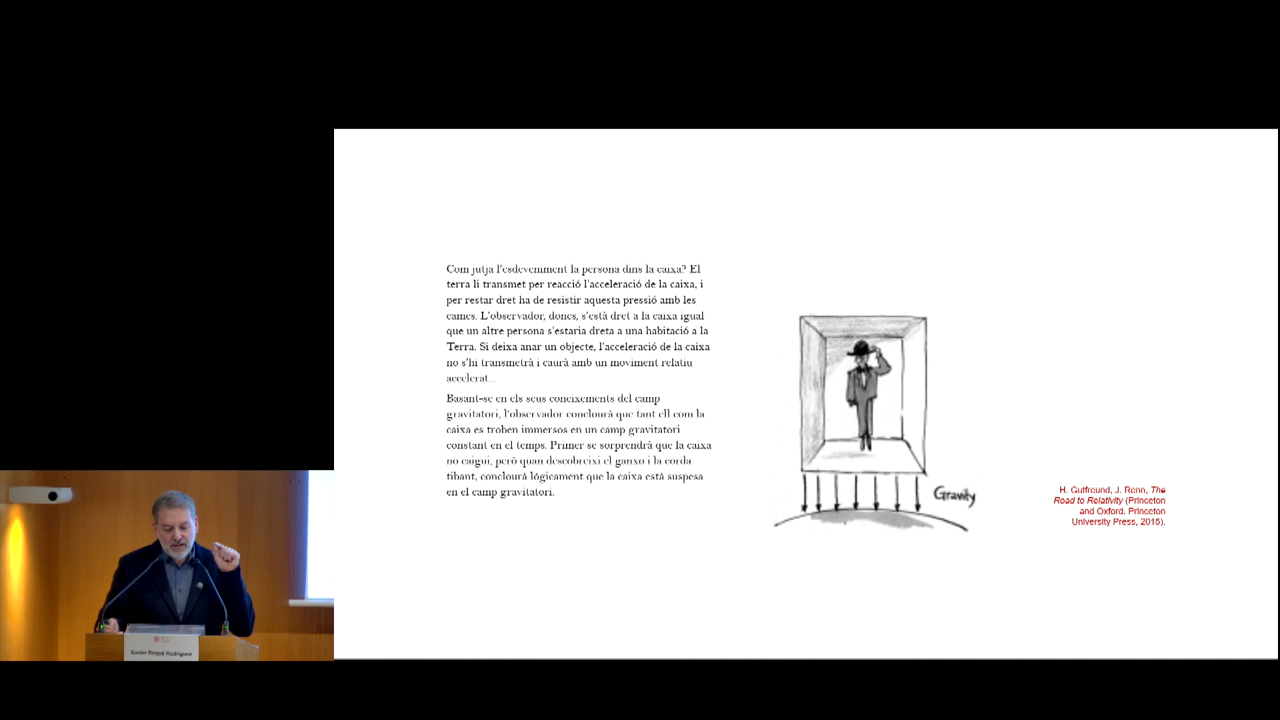 Com jutja l'esdeveniment la persona dins la caixa? El
terra li transmet per reacció l'acceleració de la caixa, i
per restar dret ha de resistir aquesta pressió amb les
cames. L'observador, doncs, s'està dret a la caixa igual
que un altre persona s'estaria dreta a una habitació a la
Terra. Si deixa anar un objecte, l'acceleració de la caixa
no s'hi transmetrà i caurà amb un moviment relatiu
accelerat...
Basant-se en els seus coneixements del camp
gravitatori, l'observador conclourà que tant ell com la
caixa es troben immersos en un camp gravitatori
constant en el temps. Primer se sorprendrà que la caixa
no caigui, però quan descobreixi el ganxo i la corda
tibant, conclourà lògicament que la caixa està suspesa
en el camp gravitatori.
Gravity
H. Gutfreund, J. Renn, The
Road to Relativity (Princeton
and Oxford. Princeton
University Press, 2015).
Xavier Roqué Rodríguez